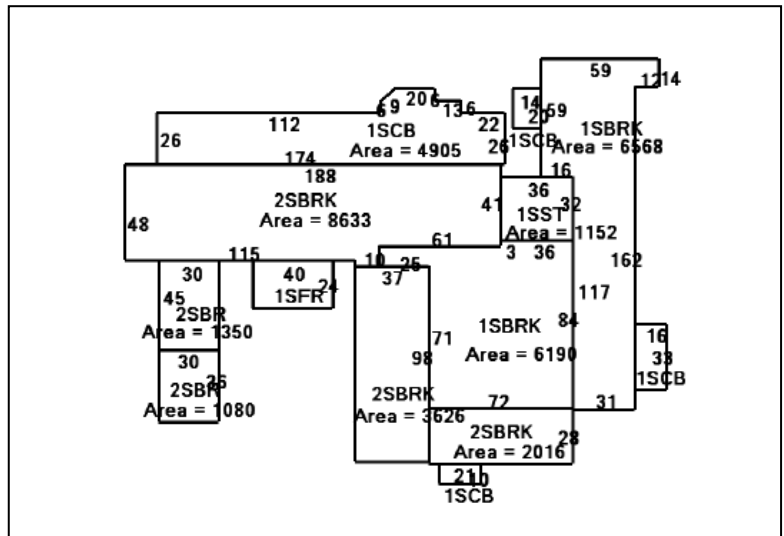 59
12
14
20
6
6
9
13
6
14
59
20
112
22
1SCB
Area = 4905
26
26
1SCB
1SBRK
Area = 6568
174
188
16
36
2SBRK
Area = 8633
41
1SST
32
Area = 1152
48
61
3
36
115
10
25
37
162
30
45
40
24
1SFR
117
2SBR
Area = 1350
71
98
1SBRK
84
Area = 6190
16
33
1SCB
30
2SBR
Area = 1080
2SBRK
Area = 3626
72
31
2SBRK
28
Area = 2016
21
10
1SCB